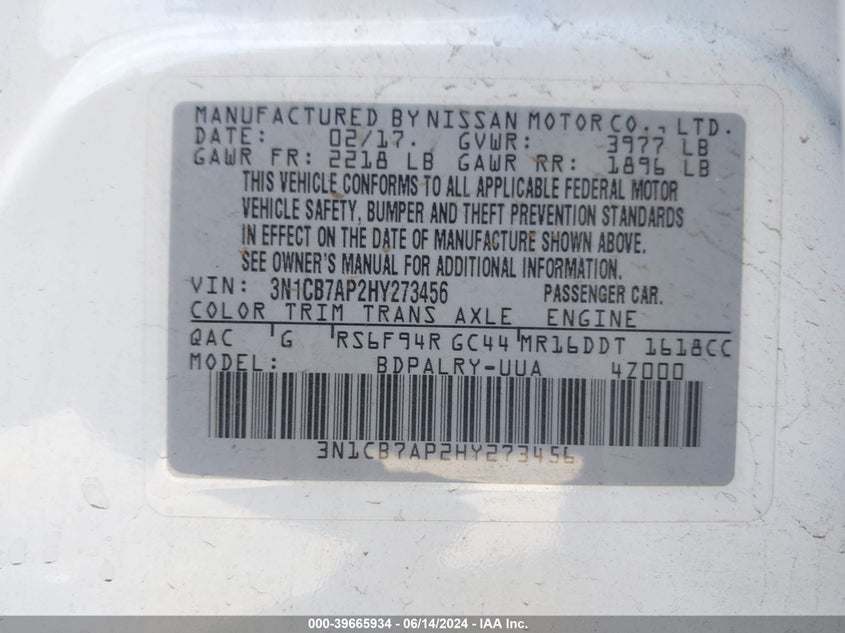 MANUFACTURED BY NISSAN MOTOR CO., LTD.
DATE: 02/17. GVWR: 3977 LB
GAWR FR: 2218 LB GAWR RR: 1896 LB
THIS VEHICLE CONFORMS TO ALL APPLICABLE FEDERAL MOTOR
VEHICLE SAFETY, BUMPER AND THEFT PREVENTION STANDARDS
IN EFFECT ON THE DATE OF MANUFACTURE SHOWN ABOVE.
SEE OWNER'S MANUAL FOR ADDITIONAL INFORMATION.
VIN: 3N1CB7AP2HY273456 PASSENGER CAR.
COLOR TRIM TRANS AXLE ENGINE
QAC G RS6F94R GC44 MR16DDT 1618CC
MODEL: BDPALRY-UUA 4Z000
3N1CB7AP2HY273456
000-39665934 - 06/14/2024 - IAA Inc.